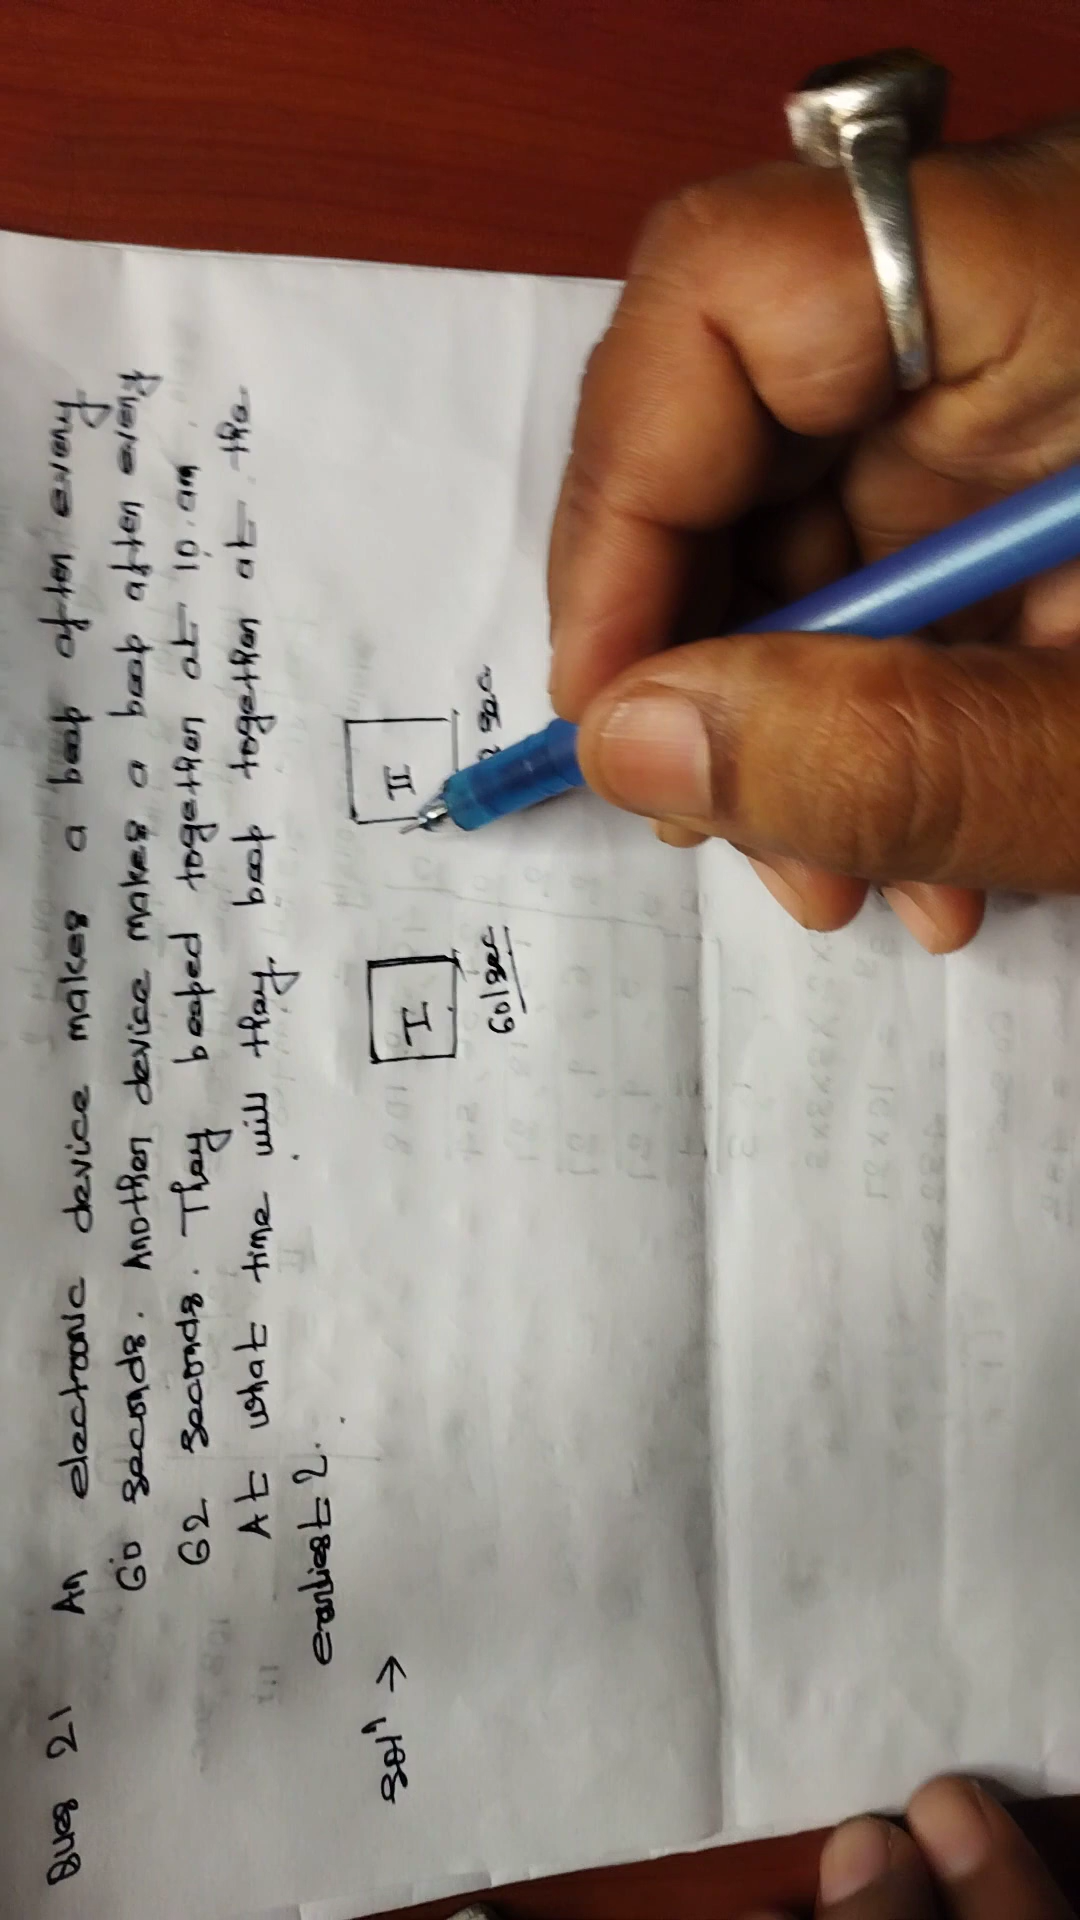 Ques 21 An electronic device makes a beep after every
60 seconds. Another device makes a beep after every
62 seconds. They beeped together at 10 am.
At what time will they beep together at the
earliest?
Solⁿ →
I
II
60/sec
sec